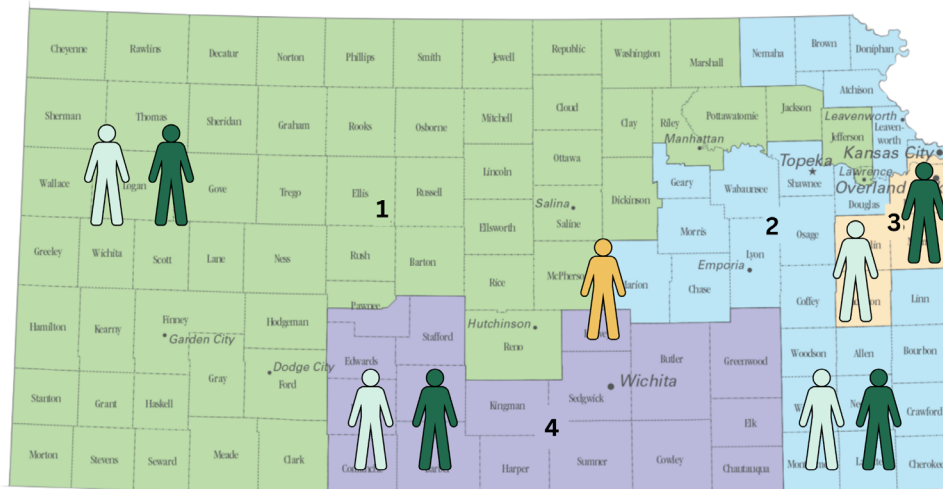 Cheyenne
Rawlins
Decatur
Norton
Phillips
Smith
Jewell
Republic
Washington
Marshall
Nemaha
Brown
Doniphan
Atchison
Sherman
Thomas
Sheridan
Graham
Rooks
Osborne
Mitchell
Cloud
Clay
Riley
Pottawatomie
Jackson
Jefferson
Leavenworth
Leaven-
worth
Manhattan
Kansas City
Topeka
Lawrence
Overland
Wallace
Logan
Gove
Trego
Ellis
Russell
Lincoln
Ottawa
Dickinson
Geary
Wabaunsee
Shawnee
Douglas
1
Salina
Saline
Ellsworth
Morris
2
Lyon
Osage
3
Greeley
Wichita
Scott
Lane
Ness
Rush
Barton
Rice
Emporia
Chase
Coffey
Linn
Pawnee
Hamilton
Kearny
Finney
Garden City
Hodgeman
Stafford
Hutchinson
Reno
Edwards
Butler
Greenwood
Woodson
Allen
Bourbon
Gray
Dodge City
Ford
Stanton
Grant
Haskell
Kingman
Sedgwick
Wichita
Elk
Crawford
4
Morton
Stevens
Seward
Meade
Clark
Harper
Sumner
Cowley
Chautauqua